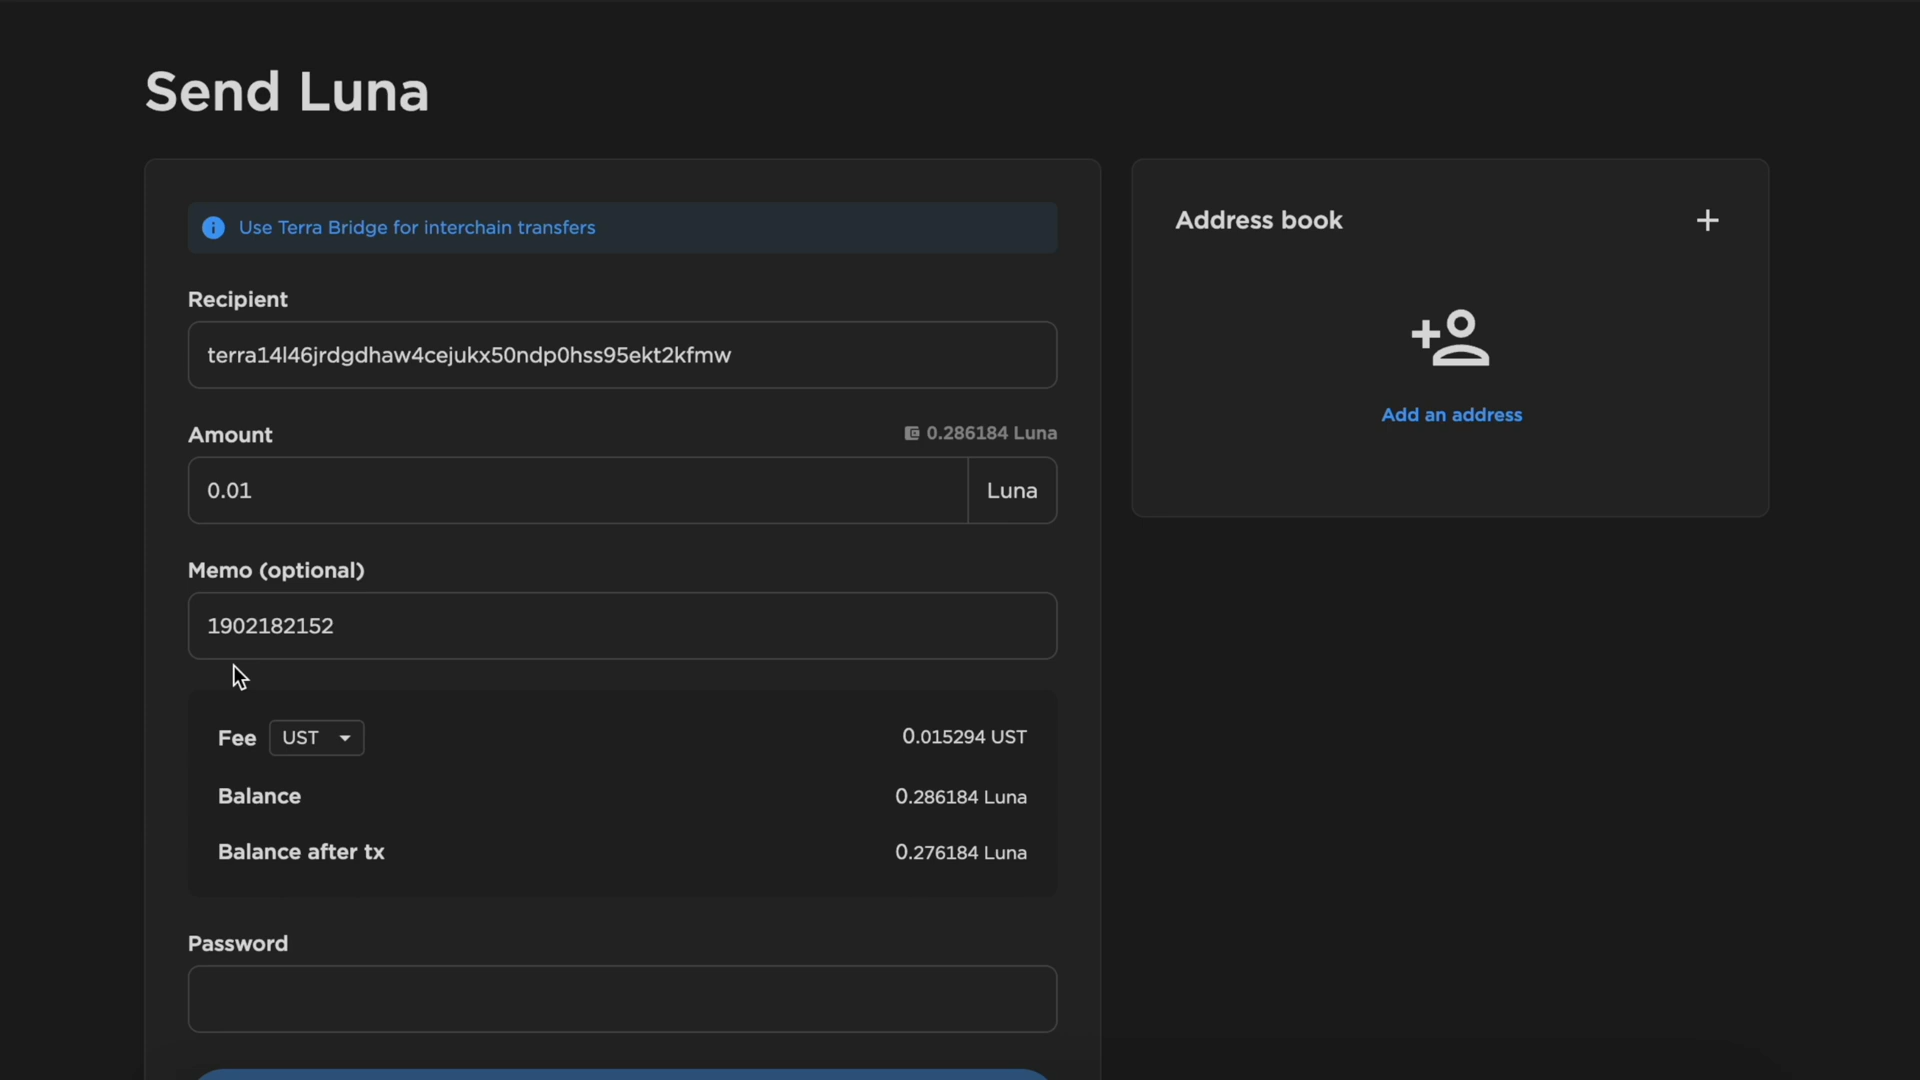 Send Luna
Use Terra Bridge for interchain transfers
Recipient
terra14l46jrdgdhaw4cejukx50ndp0hss95ekt2kfmw
Amount
0.286184 Luna
0.01
Luna
Memo (optional)
1902182152
Fee
UST
0.015294 UST
Balance
0.286184 Luna
Balance after tx
0.276184 Luna
Password
Address book
Add an address